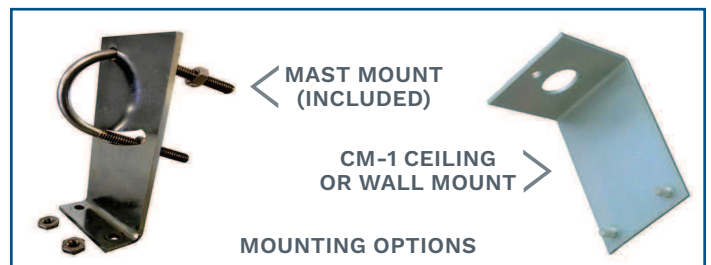 MAST MOUNT
(INCLUDED)
CM-1 CEILING
OR WALL MOUNT
MOUNTING OPTIONS